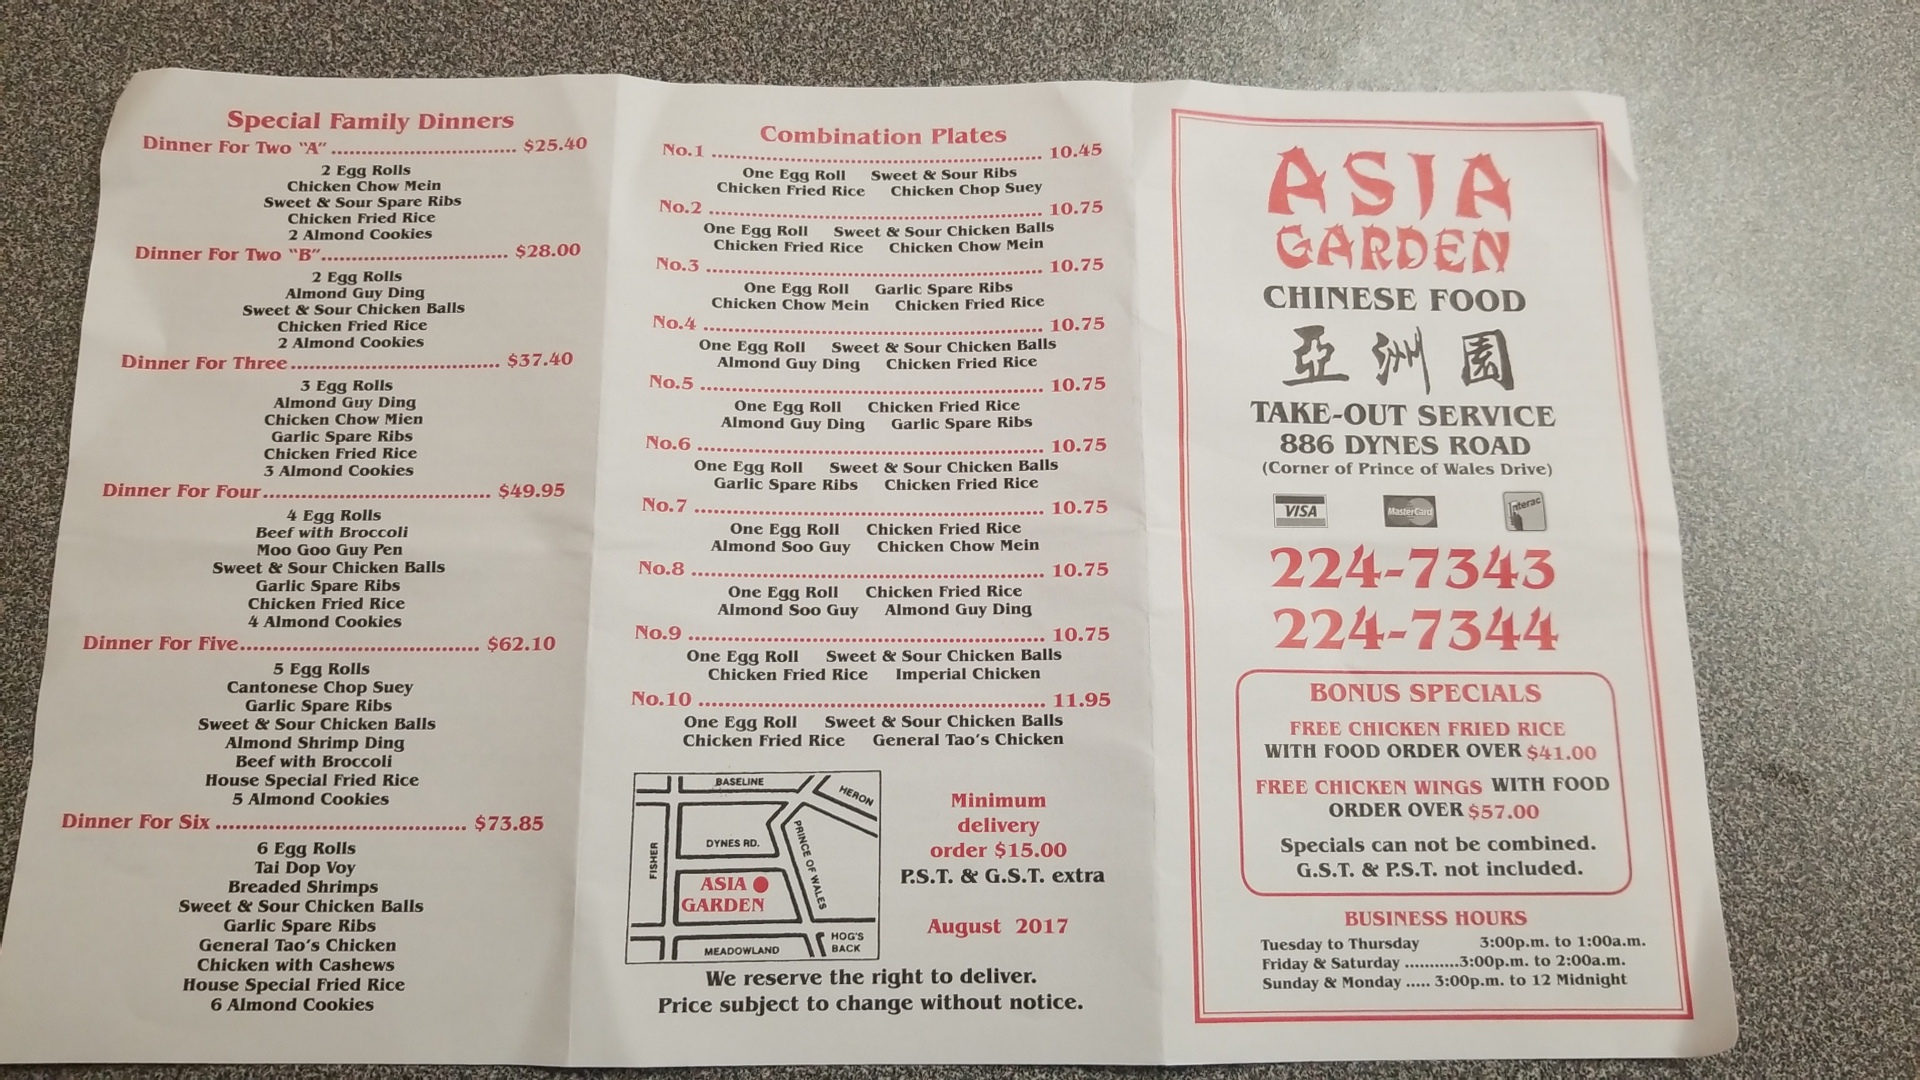 Special Family Dinners
Dinner For Two "A" ................................ $25.40
2 Egg Rolls
Chicken Chow Mein
Sweet & Sour Spare Ribs
Chicken Fried Rice
2 Almond Cookies
Dinner For Two "B"................................ $28.00
2 Egg Rolls
Almond Guy Ding
Sweet & Sour Chicken Balls
Chicken Fried Rice
2 Almond Cookies
Dinner For Three .................................... $37.40
3 Egg Rolls
Almond Guy Ding
Chicken Chow Mien
Garlic Spare Ribs
Chicken Fried Rice
3 Almond Cookies
Dinner For Four....................................... $49.95
4 Egg Rolls
Beef with Broccoli
Moo Goo Guy Pen
Sweet & Sour Chicken Balls
Garlic Spare Ribs
Chicken Fried Rice
4 Almond Cookies
Dinner For Five........................................ $62.10
5 Egg Rolls
Cantonese Chop Suey
Garlic Spare Ribs
Sweet & Sour Chicken Balls
Almond Shrimp Ding
Beef with Broccoli
House Special Fried Rice
5 Almond Cookies
Dinner For Six .......................................... $73.85
6 Egg Rolls
Tai Dop Voy
Breaded Shrimps
Sweet & Sour Chicken Balls
Garlic Spare Ribs
General Tao's Chicken
Chicken with Cashews
House Special Fried Rice
6 Almond Cookies
Combination Plates
No.1 ...................................................... 10.45
One Egg Roll Sweet & Sour Ribs
Chicken Fried Rice Chicken Chop Suey
No.2 ...................................................... 10.75
One Egg Roll Sweet & Sour Chicken Balls
Chicken Fried Rice Chicken Chow Mein
No.3 ...................................................... 10.75
One Egg Roll Garlic Spare Ribs
Chicken Chow Mein Chicken Fried Rice
No.4 ...................................................... 10.75
One Egg Roll Sweet & Sour Chicken Balls
Almond Guy Ding Chicken Fried Rice
No.5 ...................................................... 10.75
One Egg Roll Chicken Fried Rice
Almond Guy Ding Garlic Spare Ribs
No.6 ...................................................... 10.75
One Egg Roll Sweet & Sour Chicken Balls
Garlic Spare Ribs Chicken Fried Rice
No.7 ...................................................... 10.75
One Egg Roll Chicken Fried Rice
Almond Soo Guy Chicken Chow Mein
No.8 ...................................................... 10.75
One Egg Roll Chicken Fried Rice
Almond Soo Guy Almond Guy Ding
No.9 ...................................................... 10.75
One Egg Roll Sweet & Sour Chicken Balls
Chicken Fried Rice Imperial Chicken
No.10 ..................................................... 11.95
One Egg Roll Sweet & Sour Chicken Balls
Chicken Fried Rice General Tao's Chicken
BASELINE
HERON
FISHER
DYNES RD.
PRINCE OF WALES
ASIA
GARDEN
MEADOWLAND
HOG'S
BACK
Minimum
delivery
order $15.00
P.S.T. & G.S.T. extra
August 2017
We reserve the right to deliver.
Price subject to change without notice.
ASIA
GARDEN
CHINESE FOOD
亞洲園
TAKE-OUT SERVICE
886 DYNES ROAD
(Corner of Prince of Wales Drive)
VISA MasterCard Interac
224-7343
224-7344
BONUS SPECIALS
FREE CHICKEN FRIED RICE
WITH FOOD ORDER OVER $41.00
FREE CHICKEN WINGS WITH FOOD
ORDER OVER $57.00
Specials can not be combined.
G.S.T. & P.S.T. not included.
BUSINESS HOURS
Tuesday to Thursday 3:00p.m. to 1:00a.m.
Friday & Saturday ...........3:00p.m. to 2:00a.m.
Sunday & Monday ..... 3:00p.m. to 12 Midnight